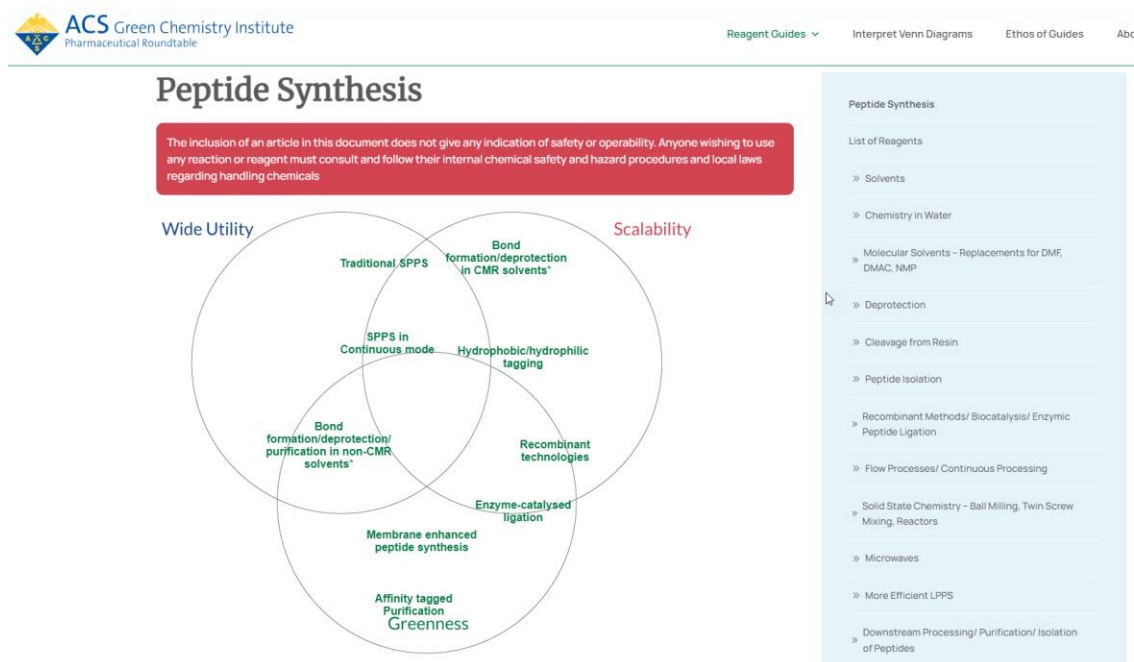 ACS Green Chemistry Institute
Pharmaceutical Roundtable
A C S
Reagent Guides
Interpret Venn Diagrams
Ethos of Guides
Peptide Synthesis
The inclusion of an article in this document does not give any indication of safety or operability. Anyone wishing to use
any reaction or reagent must consult and follow their internal chemical safety and hazard procedures and local laws
regarding handling chemicals
Wide Utility
Scalability
Traditional SPPS
Bond
formation/deprotection
in CMR solvents*
SPPS in
Continuous mode
Hydrophobic/hydrophilic
tagging
Bond
formation/deprotection/
purification in non-CMR
solvents*
Recombinant
technologies
Enzyme-catalysed
ligation
Membrane enhanced
peptide synthesis
Affinity tagged
Purification
Greenness
Peptide Synthesis
List of Reagents
» Solvents
» Chemistry in Water
» Molecular Solvents – Replacements for DMF,
DMAC, NMP
» Deprotection
» Cleavage from Resin
» Peptide Isolation
» Recombinant Methods/ Biocatalysis/ Enzymic
Peptide Ligation
» Flow Processes/ Continuous Processing
» Solid State Chemistry – Ball Milling, Twin Screw
Mixing, Reactors
» Microwaves
» More Efficient LPPS
» Downstream Processing/ Purification/ Isolation
of Peptides